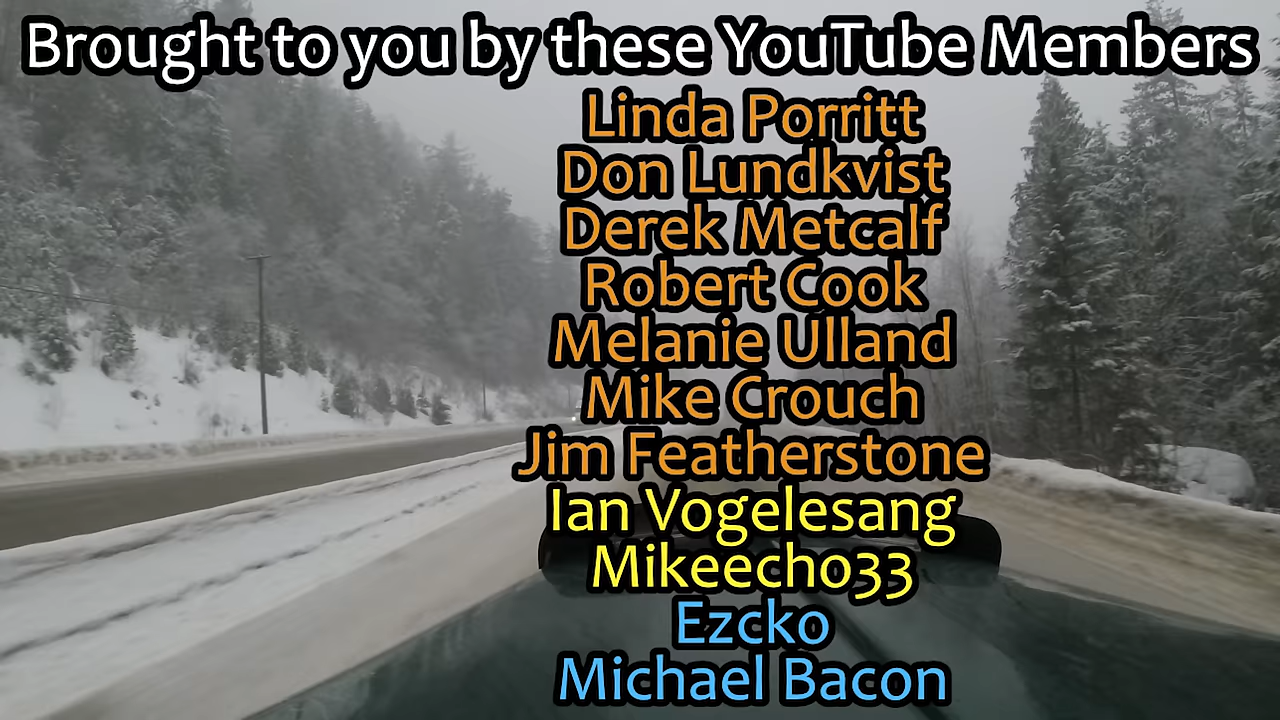 Brought to you by these YouTube Members
Linda Porritt
Don Lundkvist
Derek Metcalf
Robert Cook
Melanie Ulland
Mike Crouch
Jim Featherstone
Ian Vogelesang
Mikeecho33
Ezcko
Michael Bacon